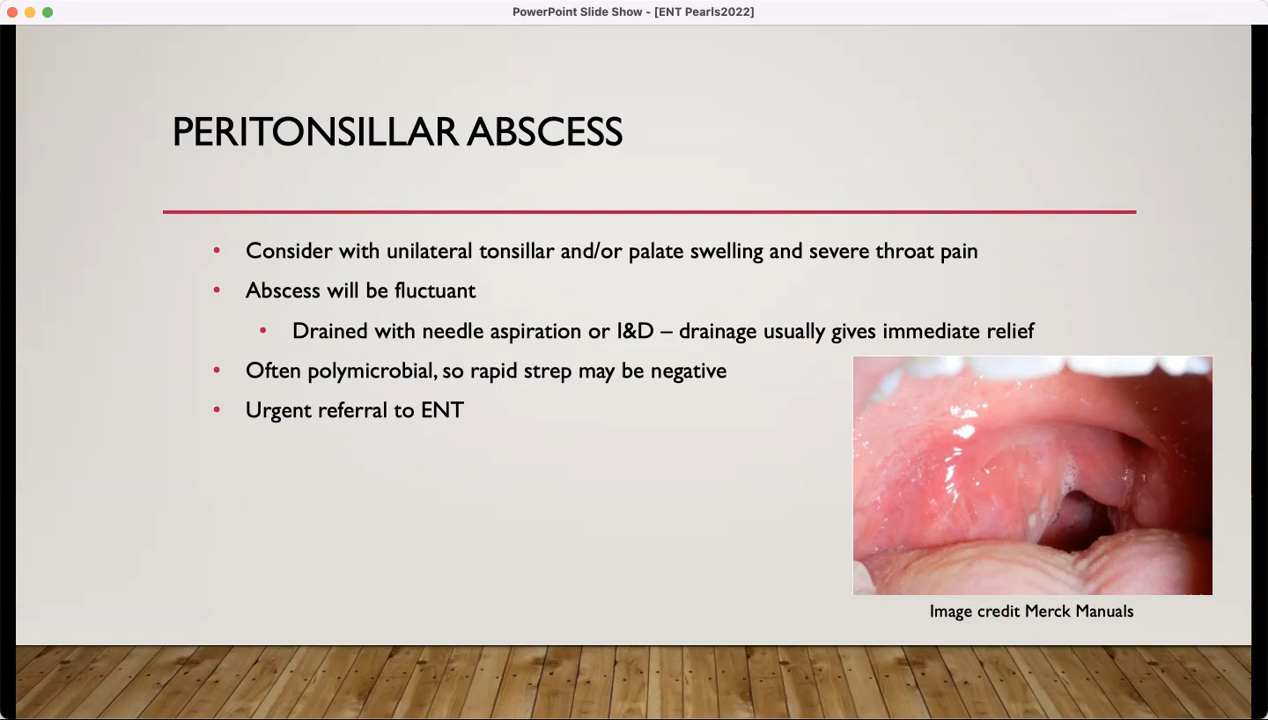 PowerPoint Slide Show - [ENT Pearls2022]
PERITONSILLAR ABSCESS
• Consider with unilateral tonsillar and/or palate swelling and severe throat pain
• Abscess will be fluctuant
• Drained with needle aspiration or I&D – drainage usually gives immediate relief
• Often polymicrobial, so rapid strep may be negative
• Urgent referral to ENT
Image credit Merck Manuals